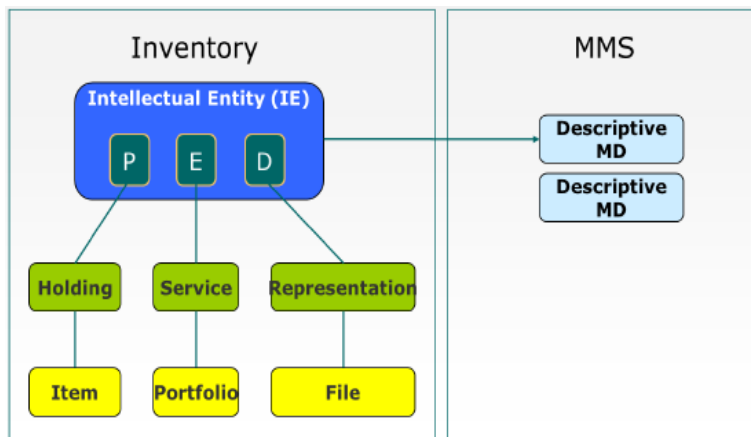 Inventory
MMS
Intellectual Entity (IE)
P E D
Descriptive
MD
Descriptive
MD
Holding
Service
Representation
Item
Portfolio
File